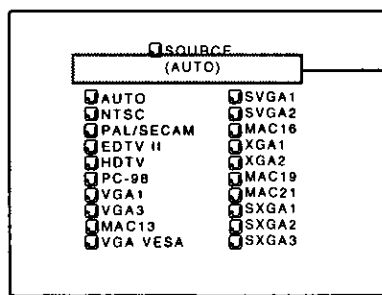 SOURCE
(AUTO)
AUTO
NTSC
PAL/SECAM
EDTV II
HDTV
PC-98
VGA1
VGA3
MAC13
VGA VESA
SVGA1
SVGA2
MAC16
XGA1
XGA2
MAC19
MAC21
SXGA1
SXGA2
SXGA3